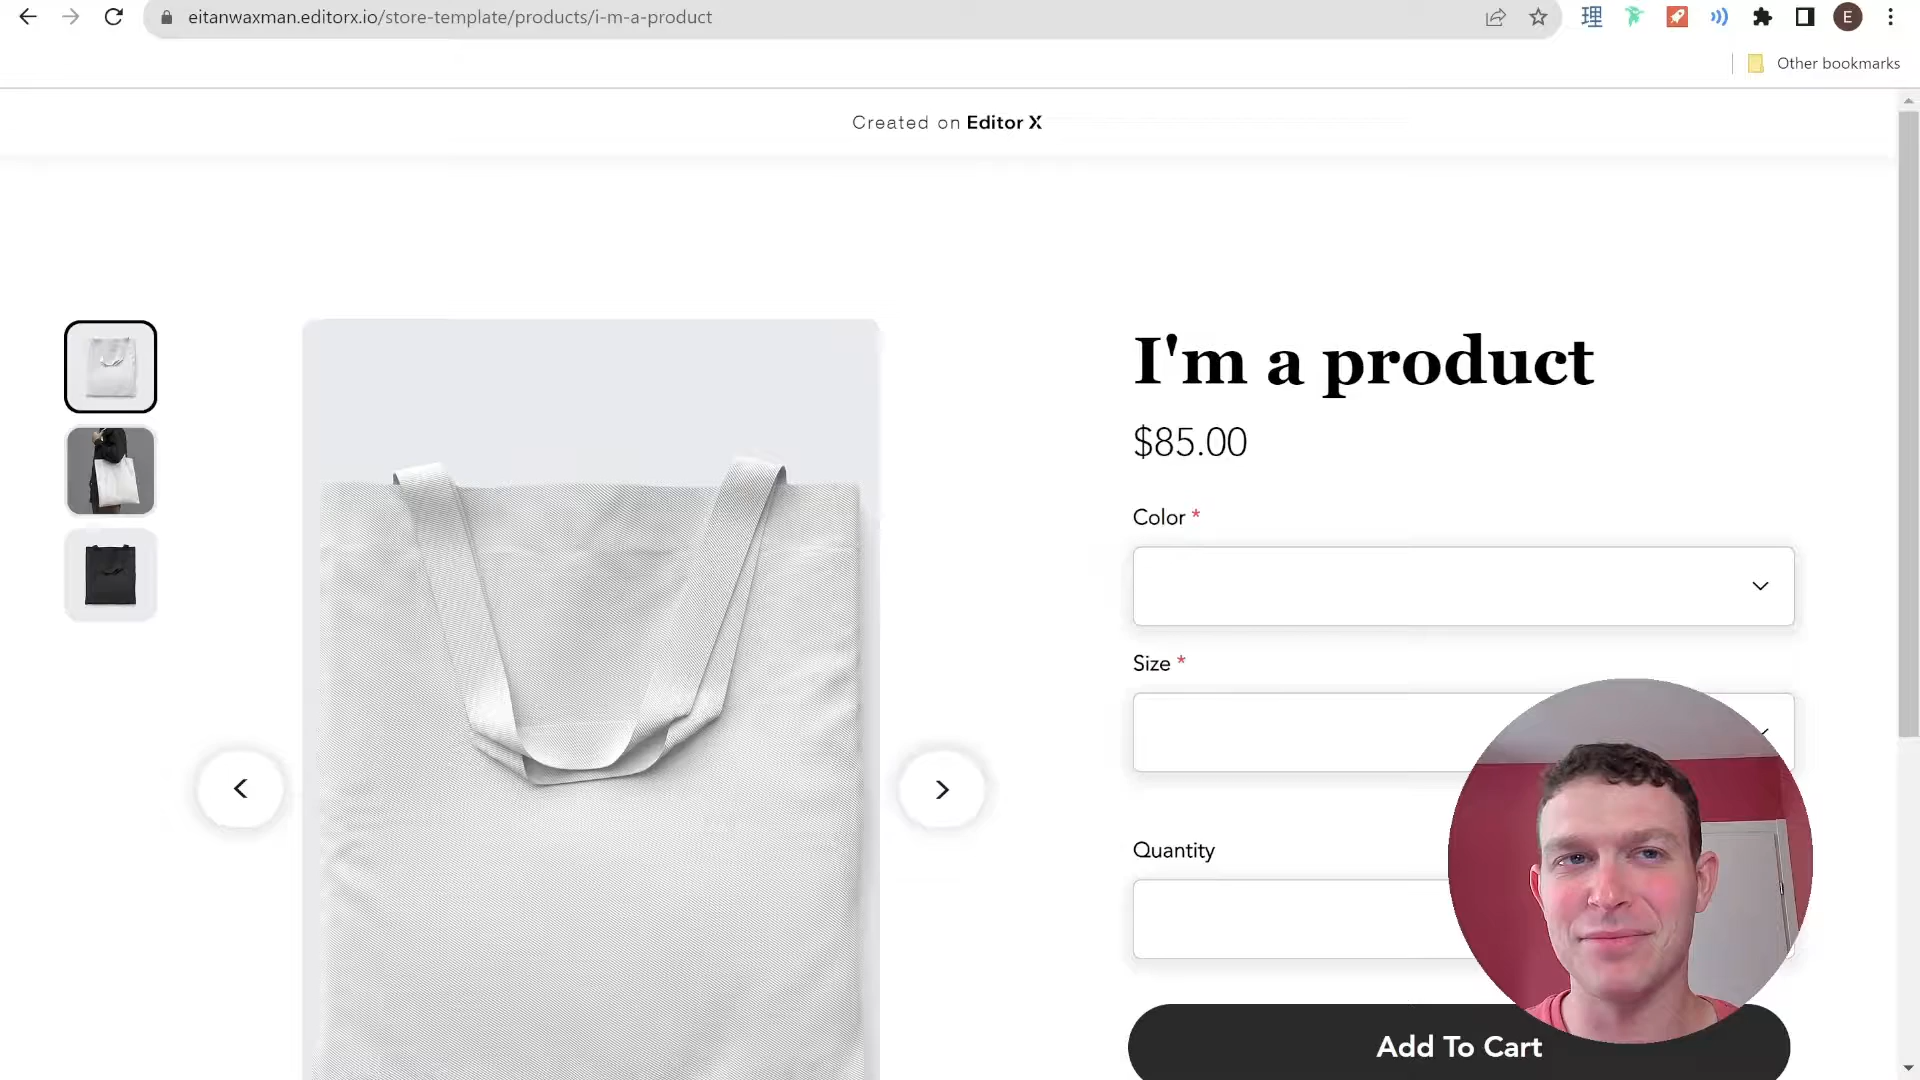 eitanwaxman.editorx.io/store-template/products/i-m-a-product
理
E
Other bookmarks
Created on Editor X
I'm a product
$85.00
Color *
Size *
Quantity
Add To Cart